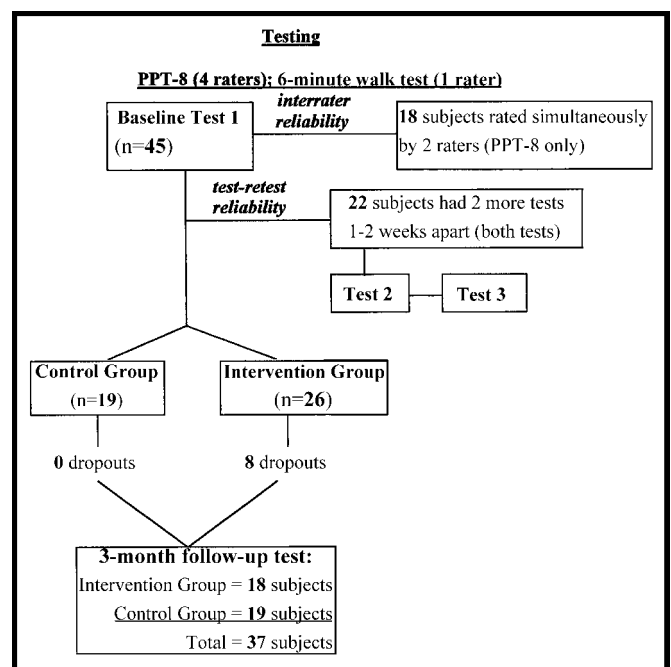 Testing
PPT-8 (4 raters); 6-minute walk test (1 rater)
interrater
reliability
Baseline Test 1
(n=45)
18 subjects rated simultaneously
by 2 raters (PPT-8 only)
test-retest
reliability
22 subjects had 2 more tests
1-2 weeks apart (both tests)
Test 2
Test 3
Control Group
(n=19)
Intervention Group
(n=26)
0 dropouts
8 dropouts
3-month follow-up test:
Intervention Group = 18 subjects
Control Group = 19 subjects
Total = 37 subjects